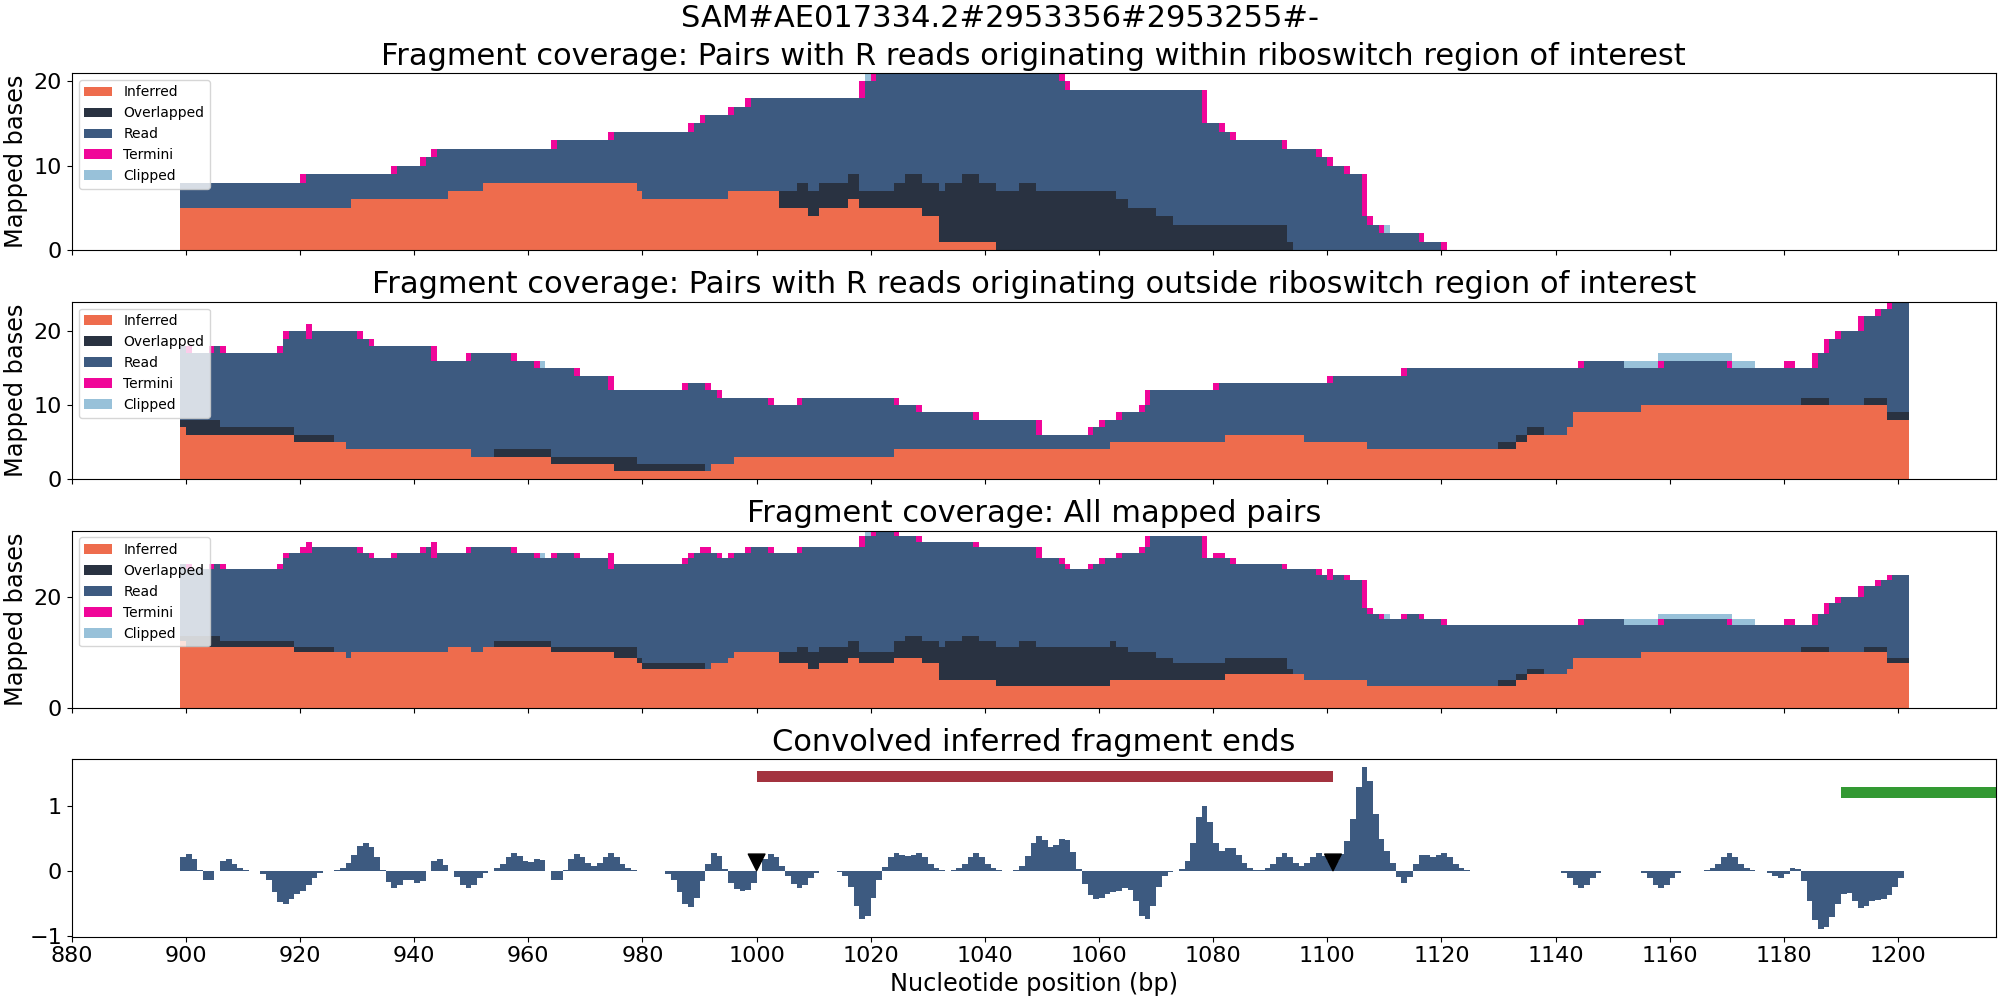 SAM#AE017334.2#2953356#2953255#-
Fragment coverage: Pairs with R reads originating within riboswitch region of interest
Mapped bases
20
10
0
Inferred
Overlapped
Read
Termini
Clipped
Fragment coverage: Pairs with R reads originating outside riboswitch region of interest
Mapped bases
20
10
0
Inferred
Overlapped
Read
Termini
Clipped
Fragment coverage: All mapped pairs
Mapped bases
20
0
Inferred
Overlapped
Read
Termini
Clipped
Convolved inferred fragment ends
1
0
−1
880 900 920 940 960 980 1000 1020 1040 1060 1080 1100 1120 1140 1160 1180 1200
Nucleotide position (bp)